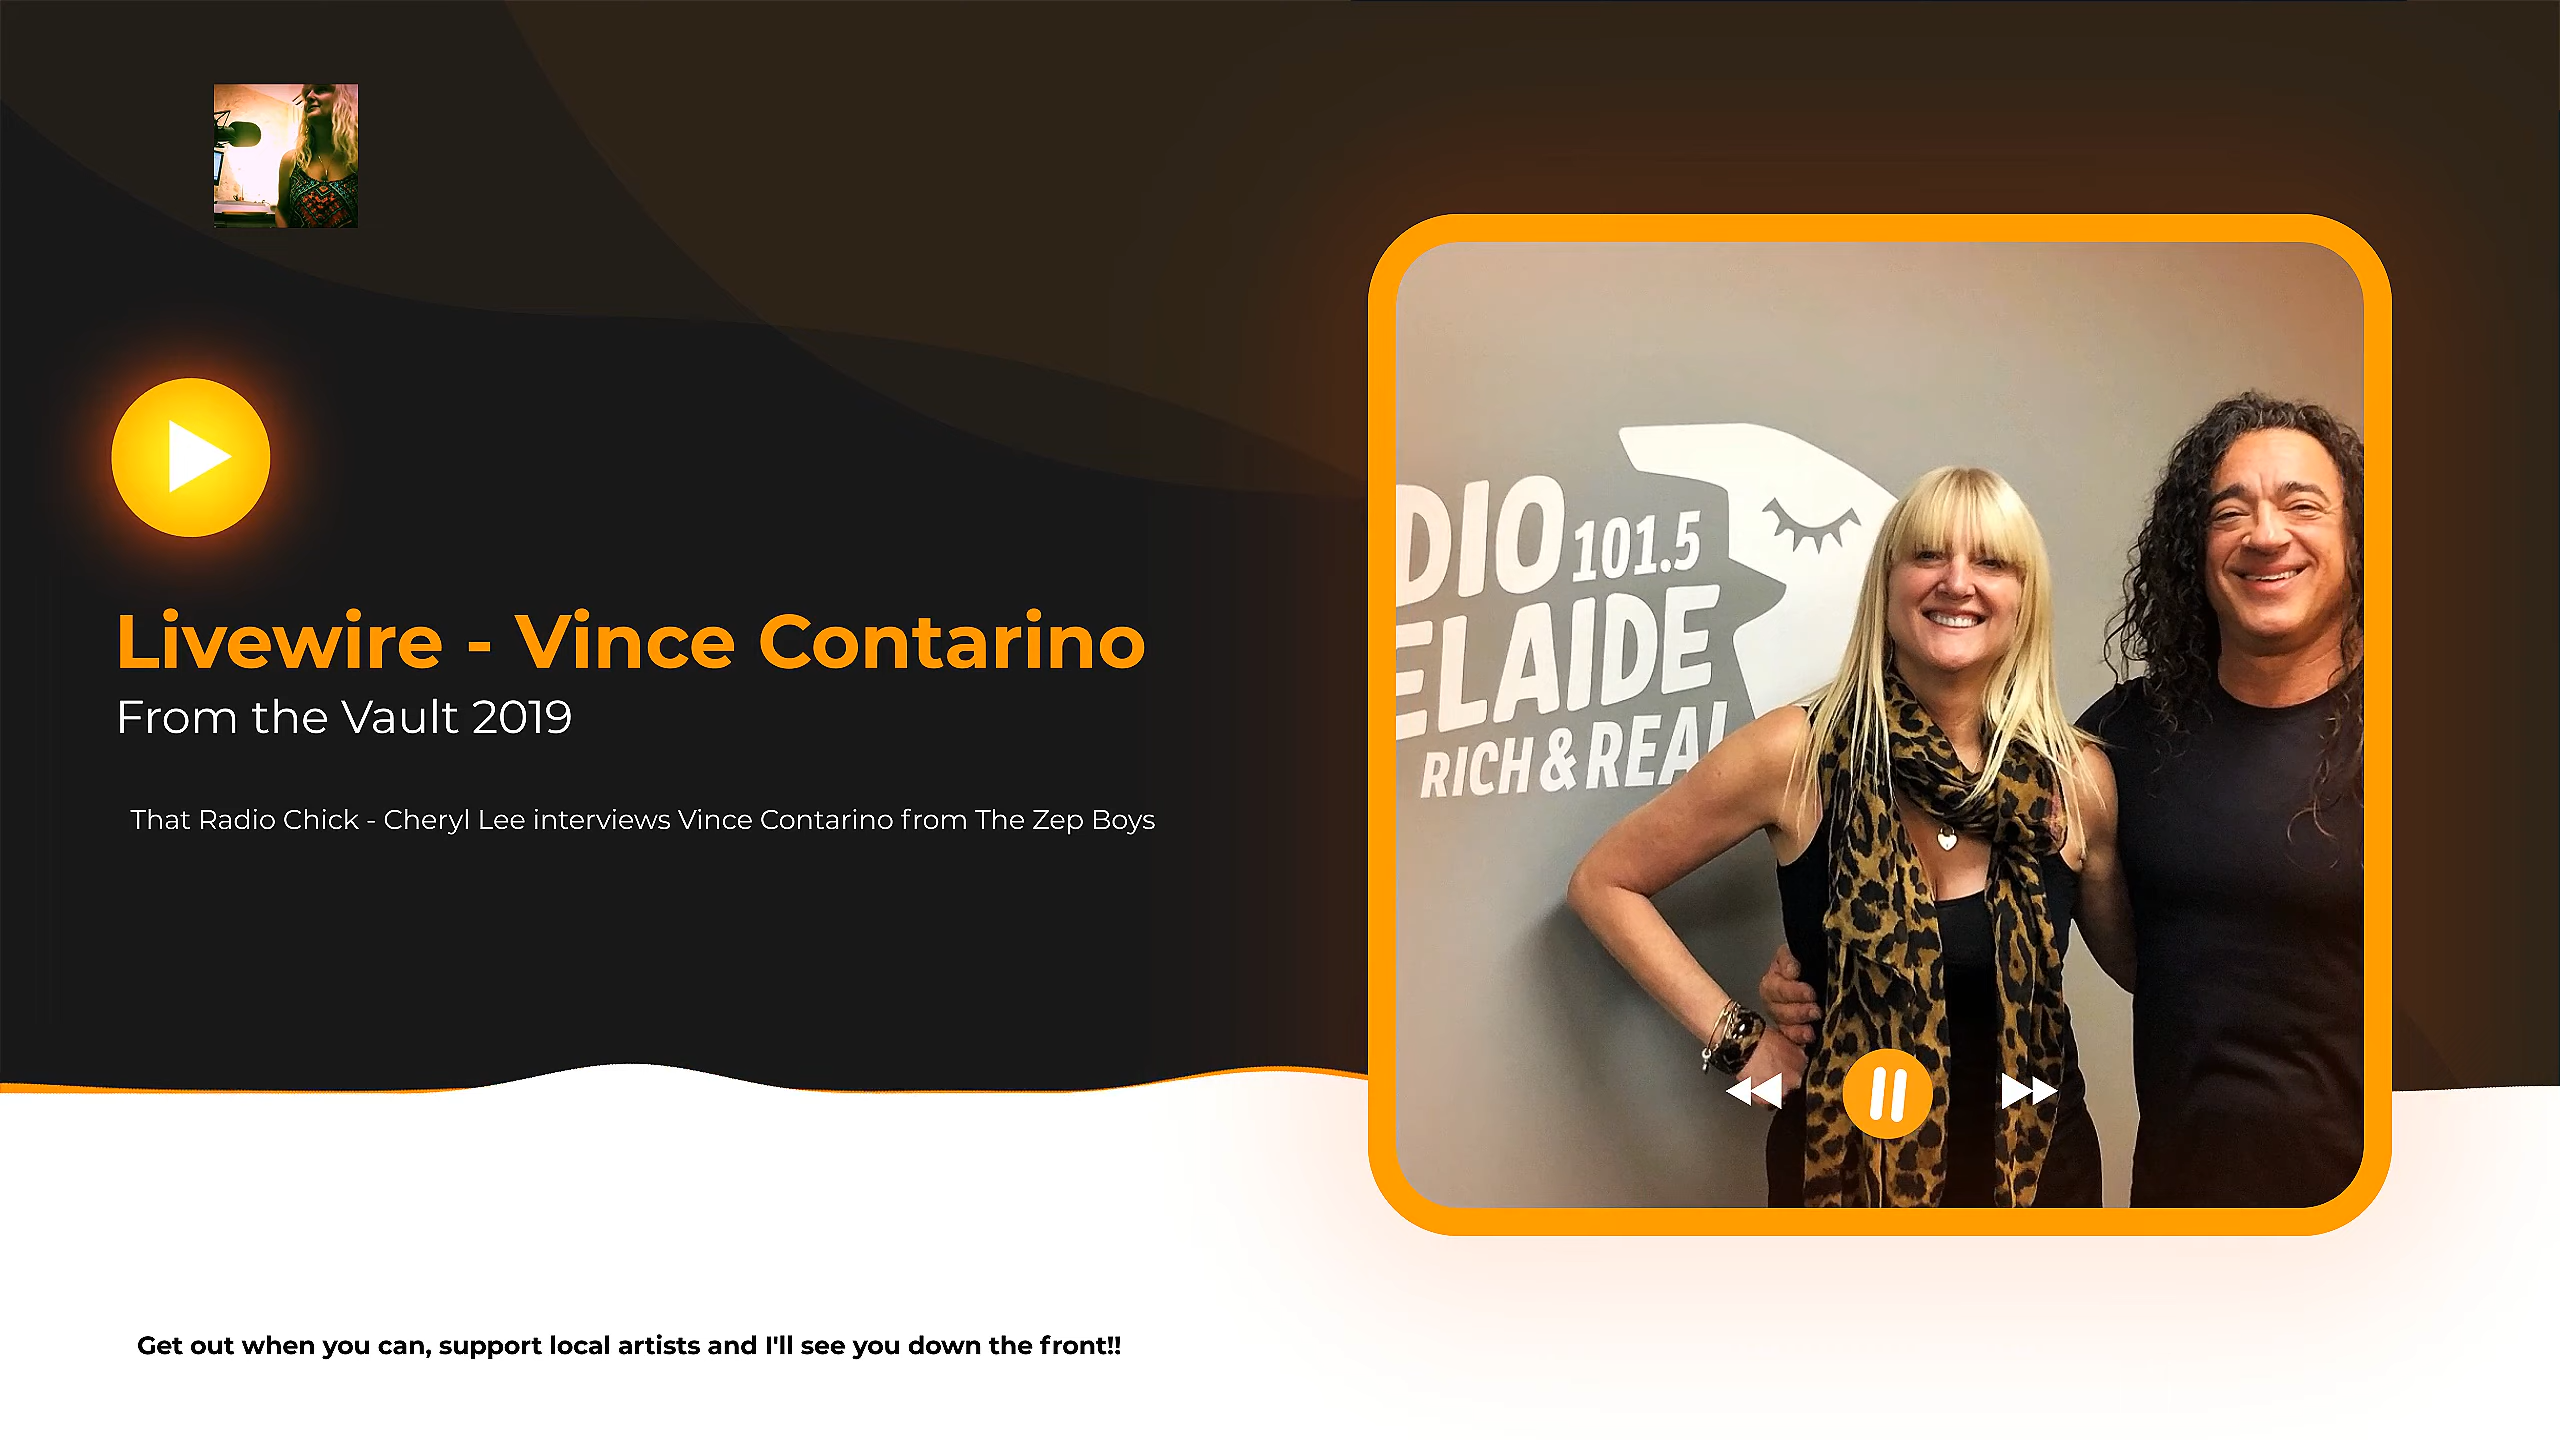 Livewire - Vince Contarino
From the Vault 2019
That Radio Chick - Cheryl Lee interviews Vince Contarino from The Zep Boys
DIO 101.5
ELAIDE
RICH & REAL
Get out when you can, support local artists and I'll see you down the front!!